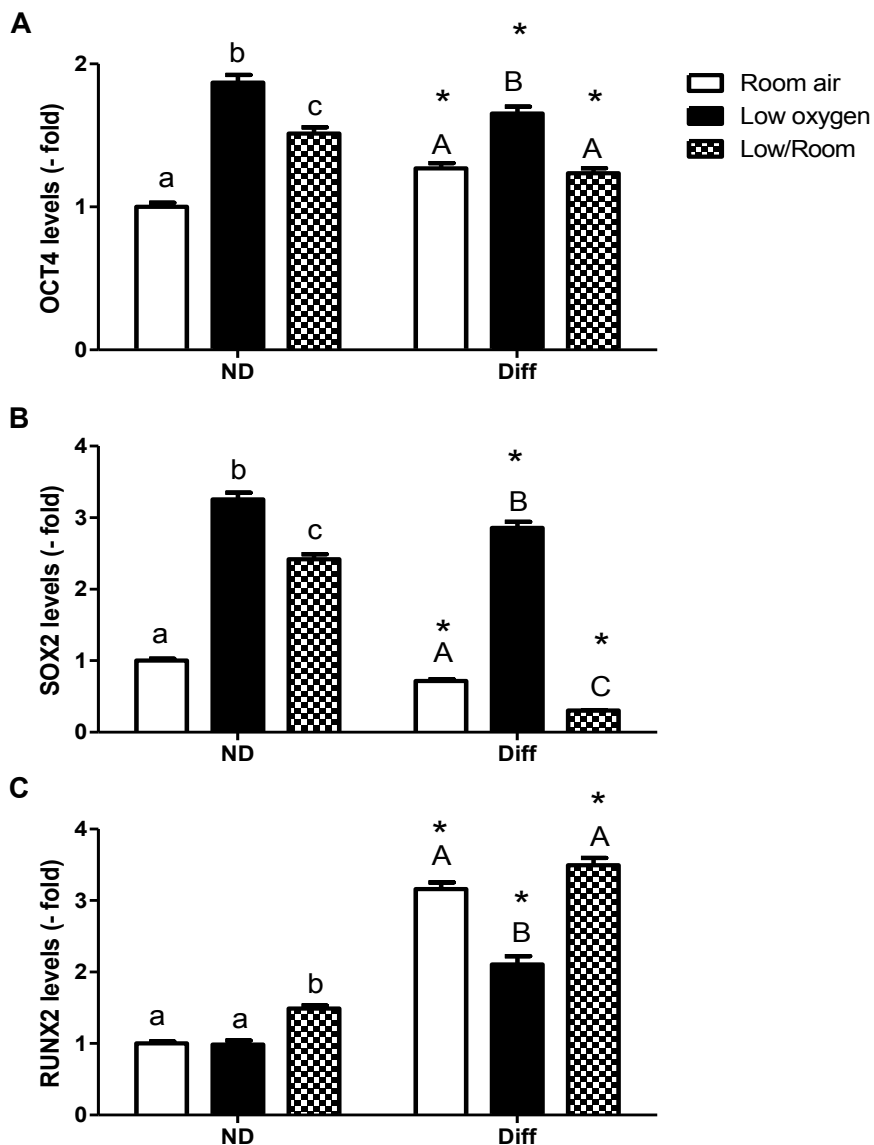 A
OCT4 levels (- fold)
2
1
0
a
b
c
*
A
*
B
*
A
ND
Diff
Room air
Low oxygen
Low/Room
B
SOX2 levels (- fold)
4
3
2
1
0
a
b
c
*
A
*
B
*
C
ND
Diff
C
RUNX2 levels (- fold)
4
3
2
1
0
a
a
b
*
A
*
B
*
A
ND
Diff